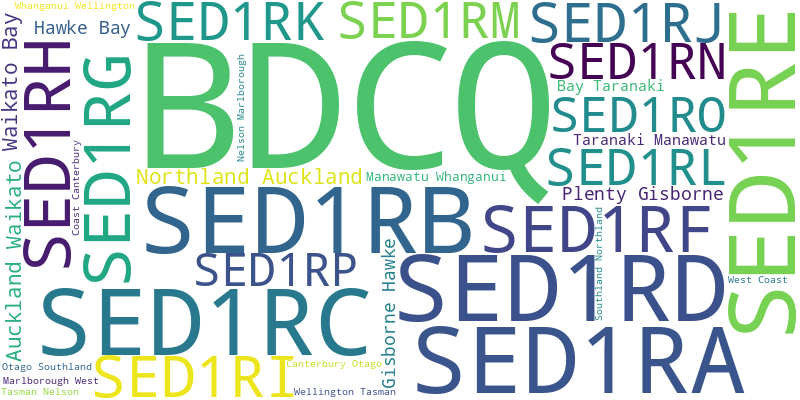 Whanganui Wellington
Hawke Bay
SED1RK
SED1RM
SED1RJ
SED1RE
Waikato Bay
SED1RH
SED1RG
BDCQ
Nelson Marlborough
SED1RN
Bay Taranaki
SED1RO
Taranaki Manawatu
SED1RL
Coast Canterbury
Northland Auckland
Manawatu Whanganui
Plenty Gisborne
Auckland Waikato
SED1RB
SED1RF
Southland Northland
SED1RP
Gisborne Hawke
SED1RD
West Coast
SED1RC
SED1RA
Otago Southland
SED1RI
Canterbury Otago
Marlborough West
Tasman Nelson
Wellington Tasman